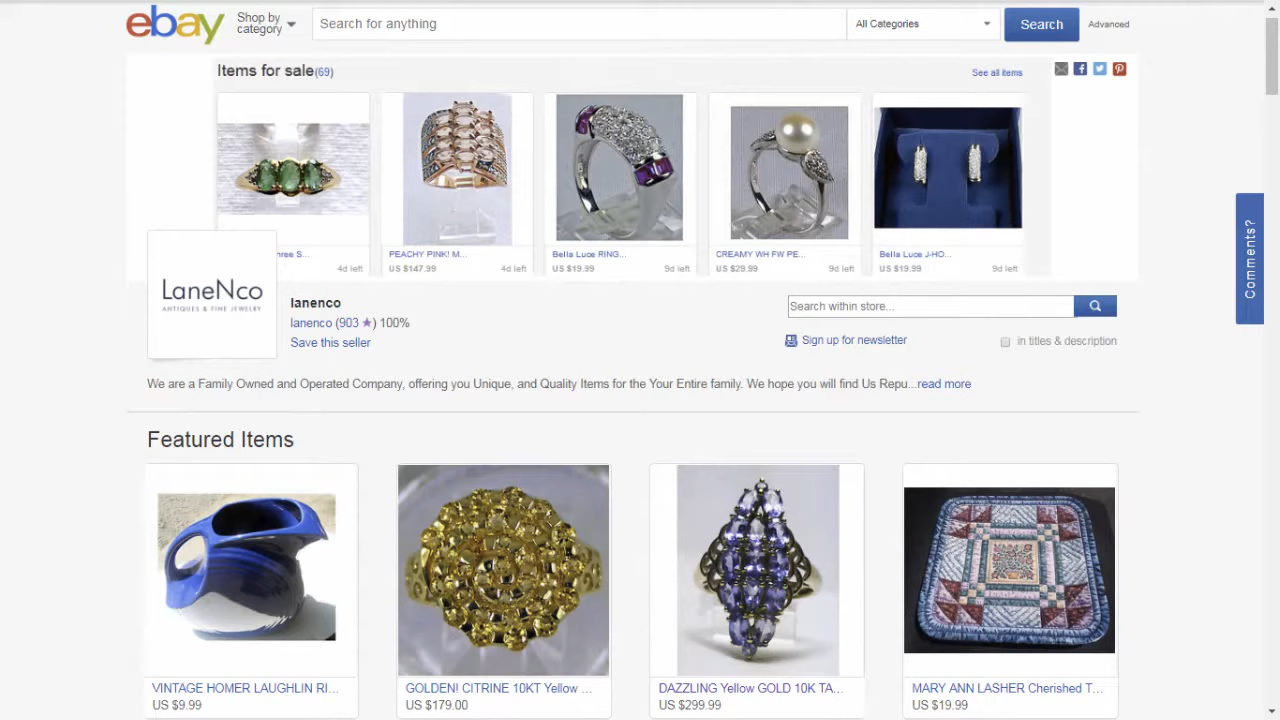 ebay
Shop by
category
Search for anything
All Categories
Search
Advanced
Items for sale(69)
See all items
hree S...
4d left
PEACHY PINK! M...
US $147.99
4d left
Bella Luce RING...
US $19.99
9d left
CREAMY WH FW PE...
US $29.99
9d left
Bella Luce J-HO...
US $19.99
9d left
Comments?
LaneNco
ANTIQUES & FINE JEWELRY
lanenco
lanenco (903 ★) 100%
Save this seller
Search within store...
Sign up for newsletter
in titles & description
We are a Family Owned and Operated Company, offering you Unique, and Quality Items for the Your Entire family. We hope you will find Us Repu...read more
Featured Items
VINTAGE HOMER LAUGHLIN RI...
US $9.99
GOLDEN! CITRINE 10KT Yellow ...
US $179.00
DAZZLING Yellow GOLD 10K TA...
US $299.99
MARY ANN LASHER Cherished T...
US $19.99